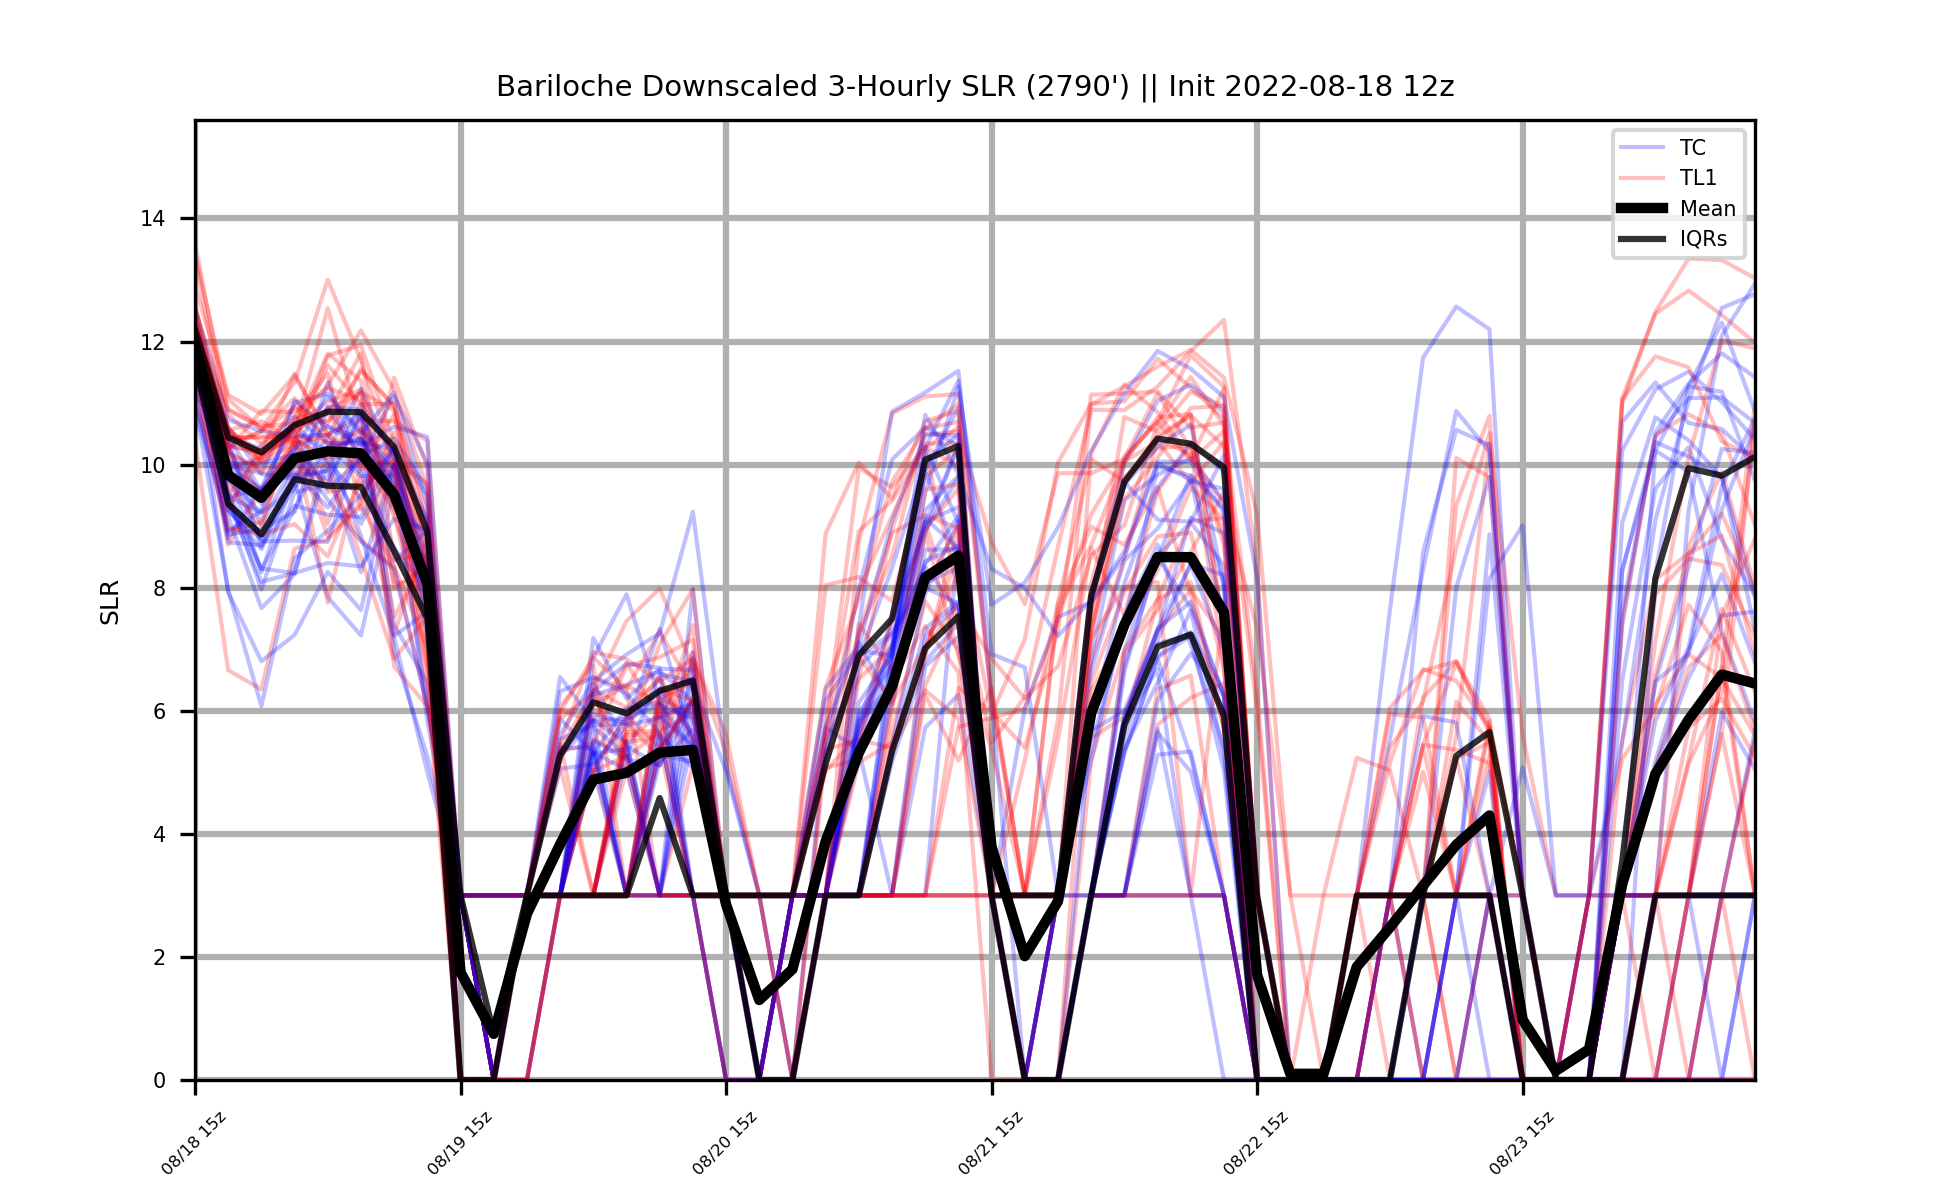 Bariloche Downscaled 3-Hourly SLR (2790') || Init 2022-08-18 12z
TC
TL1
Mean
IQRs
SLR
14
12
10
8
6
4
2
0
08/18 15z
08/19 15z
08/20 15z
08/21 15z
08/22 15z
08/23 15z